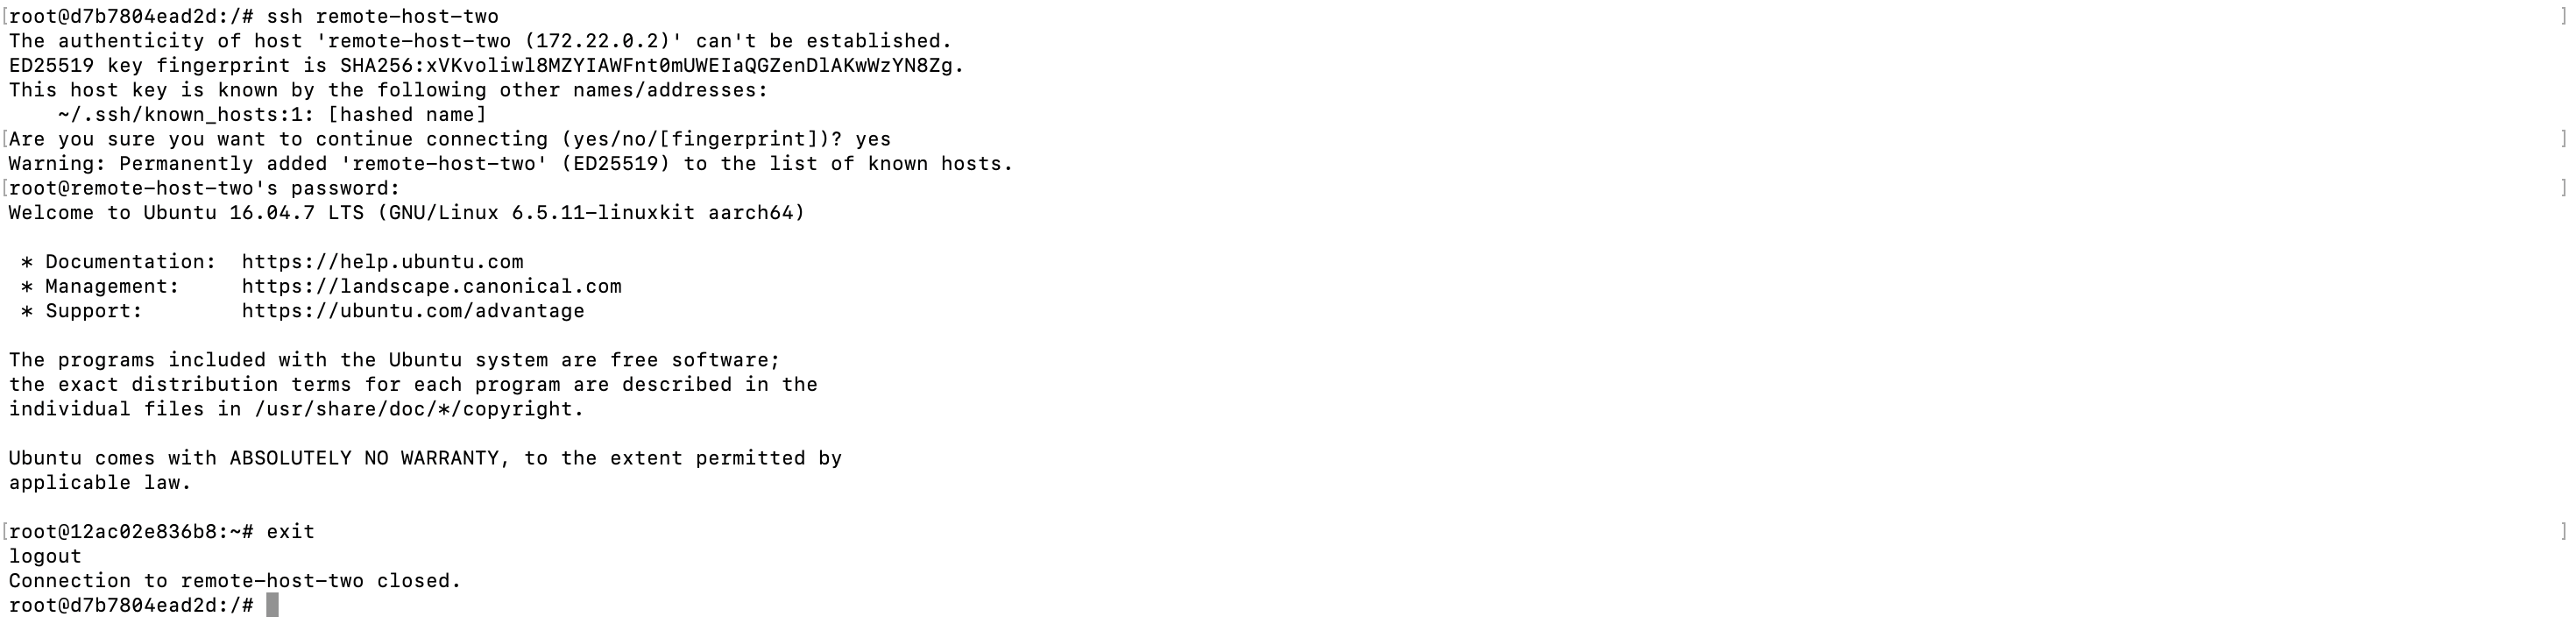 [root@d7b7804ead2d:/# ssh remote-host-two ]
The authenticity of host 'remote-host-two (172.22.0.2)' can't be established.
ED25519 key fingerprint is SHA256:xVKvoliwl8MZYIAWFnt0mUWEIaQGZenDlAKwWzYN8Zg.
This host key is known by the following other names/addresses:
    ~/.ssh/known_hosts:1: [hashed name]
[Are you sure you want to continue connecting (yes/no/[fingerprint])? yes ]
Warning: Permanently added 'remote-host-two' (ED25519) to the list of known hosts.
[root@remote-host-two's password: ]
Welcome to Ubuntu 16.04.7 LTS (GNU/Linux 6.5.11-linuxkit aarch64)

 * Documentation:  https://help.ubuntu.com
 * Management:     https://landscape.canonical.com
 * Support:        https://ubuntu.com/advantage

The programs included with the Ubuntu system are free software;
the exact distribution terms for each program are described in the
individual files in /usr/share/doc/*/copyright.

Ubuntu comes with ABSOLUTELY NO WARRANTY, to the extent permitted by
applicable law.

[root@12ac02e836b8:~# exit ]
logout
Connection to remote-host-two closed.
root@d7b7804ead2d:/#